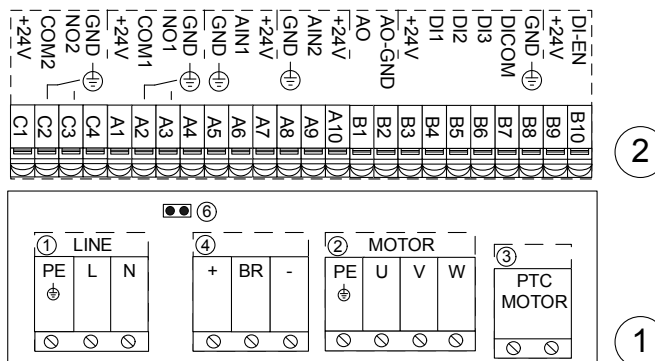 +24V COM2 NO2 GND +24V COM1 NO1 GND GND AIN1 +24V GND AIN2 +24V AO AO-GND +24V DI1 DI2 DI3 DICOM GND +24V DI-EN
C1 C2 C3 C4 A1 A2 A3 A4 A5 A6 A7 A8 A9 A10 B1 B2 B3 B4 B5 B6 B7 B8 B9 B10
2
6
1 LINE
PE L N
4
+ BR -
2 MOTOR
PE U V W
3
PTC
MOTOR
1